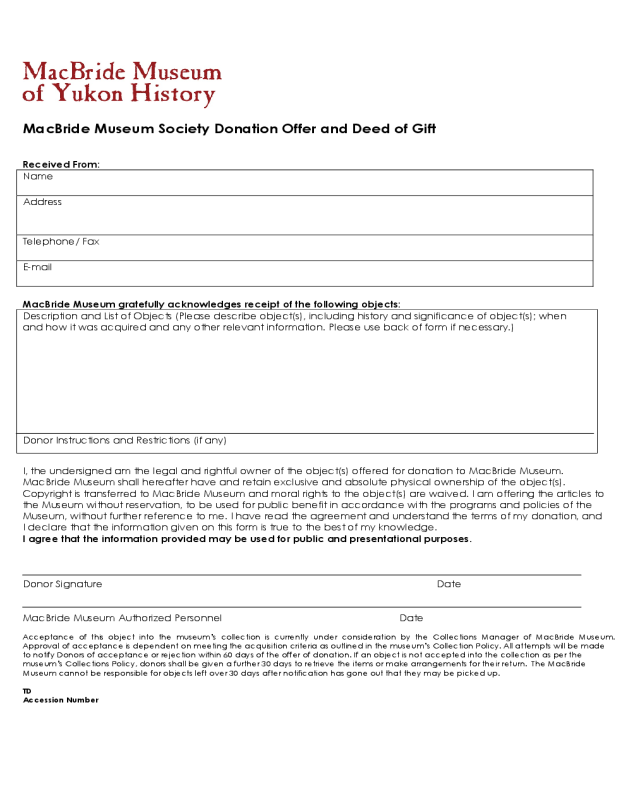 MacBride Museum
of Yukon History
MacBride Museum Society Donation Offer and Deed of Gift
Received From:
Name
Address
Telephone/ Fax
E-mail
MacBride Museum gratefully acknowledges receipt of the following objects:
Description and List of Objects (Please describe object(s), including history and significance of object(s); when
and how it was acquired and any other relevant information. Please use back of form if necessary.)
Donor Instructions and Restrictions (if any)
I, the undersigned am the legal and rightful owner of the object(s) offered for donation to MacBride Museum.
MacBride Museum shall hereafter have and retain exclusive and absolute physical ownership of the object(s).
Copyright is transferred to MacBride Museum and moral rights to the object(s) are waived. I am offering the articles to
the Museum without reservation, to be used for public benefit in accordance with the programs and policies of the
Museum, without further reference to me. I have read the agreement and understand the terms of my donation, and
I declare that the information given on this form is true to the best of my knowledge.
I agree that the information provided may be used for public and presentational purposes.
Donor Signature Date
MacBride Museum Authorized Personnel Date
Acceptance of this object into the museum's collection is currently under consideration by the Collections Manager of MacBride Museum.
Approval of acceptance is dependent on meeting the acquisition criteria as outlined in the museum's Collection Policy. All attempts will be made
to notify Donors of acceptance or rejection within 60 days of the offer of donation. If an object is not accepted into the collection as per the
museum's Collections Policy, donors shall be given a further 30 days to retrieve the items or make arrangements for their return. The MacBride
Museum cannot be responsible for objects left over 30 days after notification has gone out that they may be picked up.
TD
Accession Number